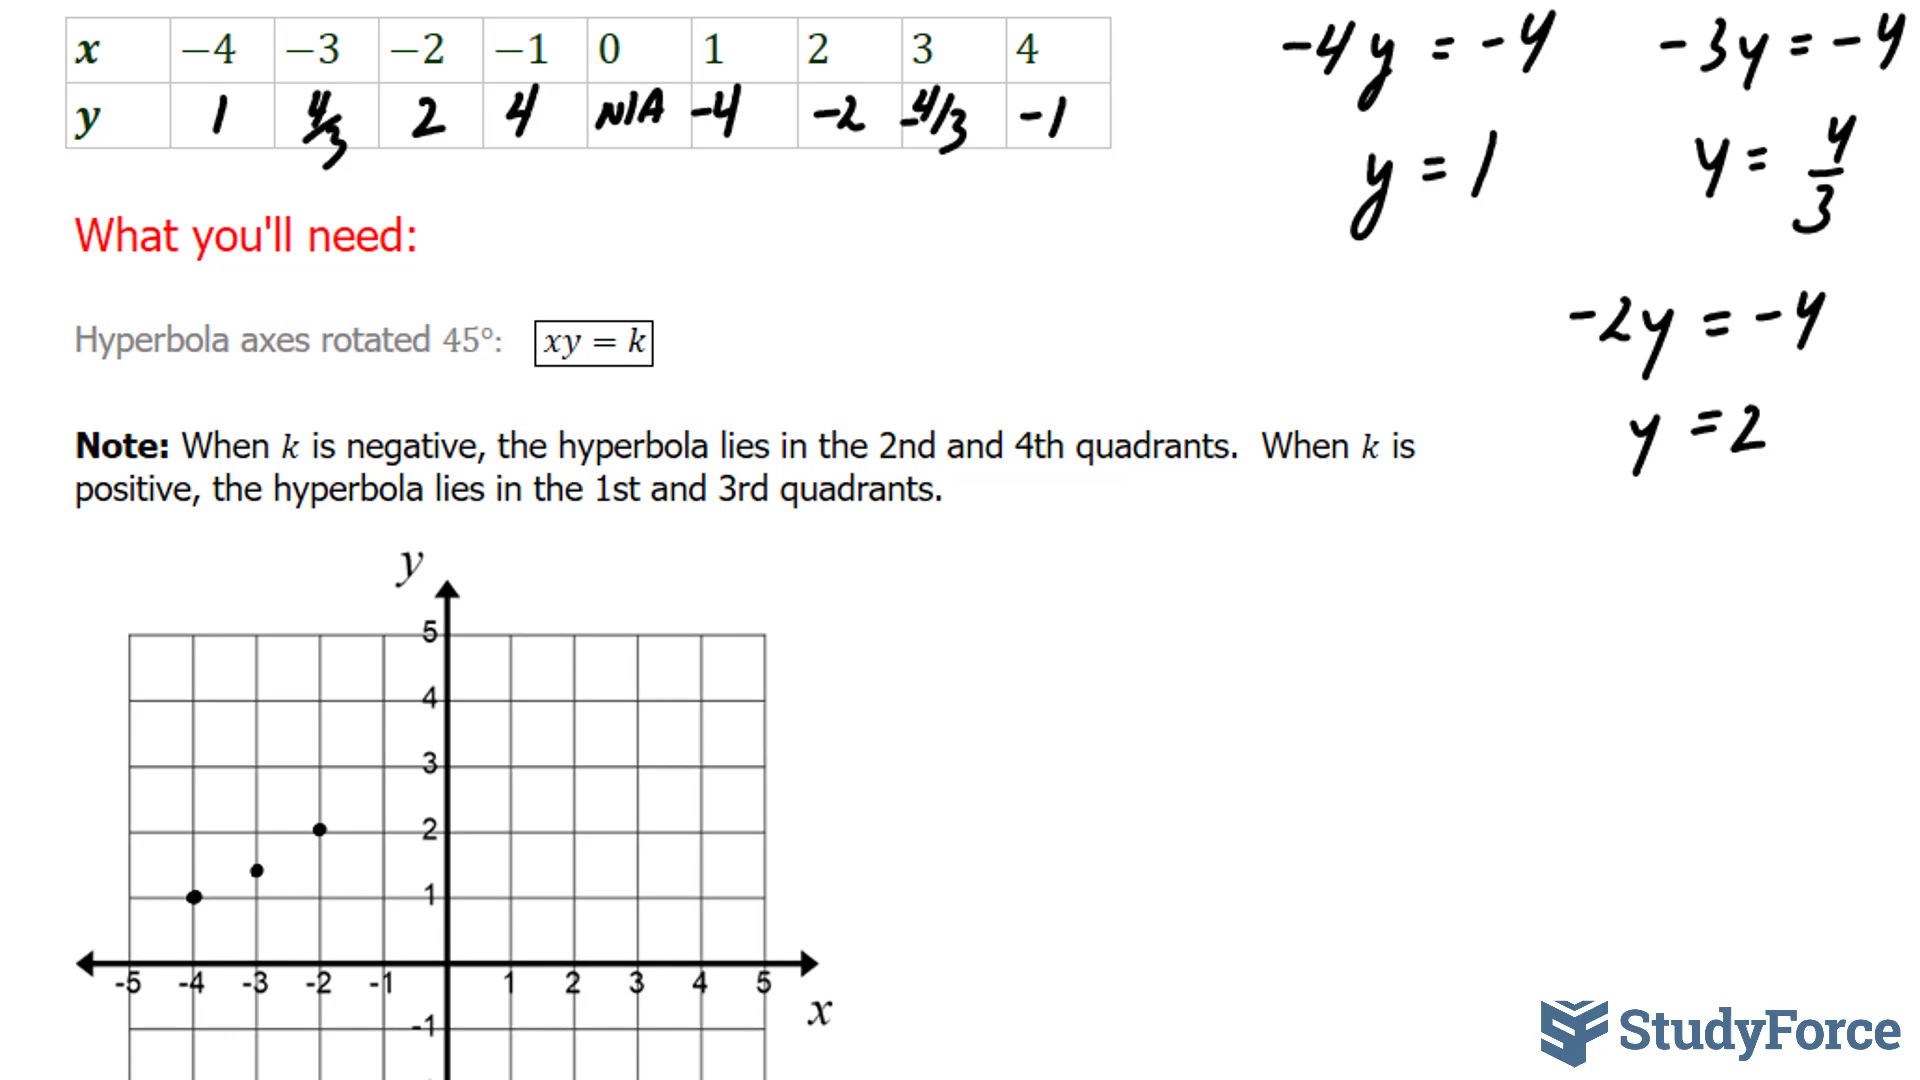 x −4 −3 −2 −1 0 1 2 3 4
y 1 4/3 2 4 N/A -4 -2 -4/3 -1
-4y = -4
y = 1
-3y = -4
y = 4/3
-2y = -4
y = 2
What you'll need:
Hyperbola axes rotated 45°: xy = k
Note: When k is negative, the hyperbola lies in the 2nd and 4th quadrants. When k is
positive, the hyperbola lies in the 1st and 3rd quadrants.
y
5
4
3
2
1
-5 -4 -3 -2 -1 1 2 3 4 5
x
-1
StudyForce